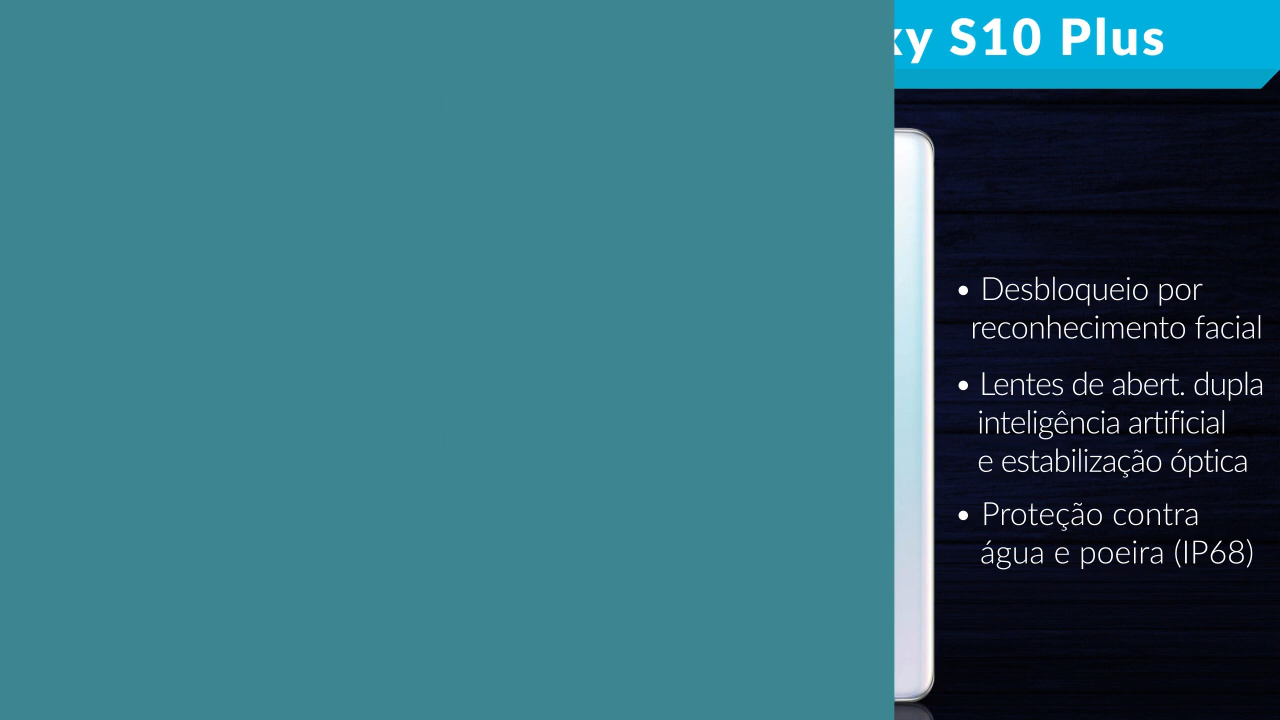 S10 Plus
• Desbloqueio por
reconhecimento facial
• Lentes de abert. dupla
inteligência artificial
e estabilização óptica
• Proteção contra
água e poeira (IP68)